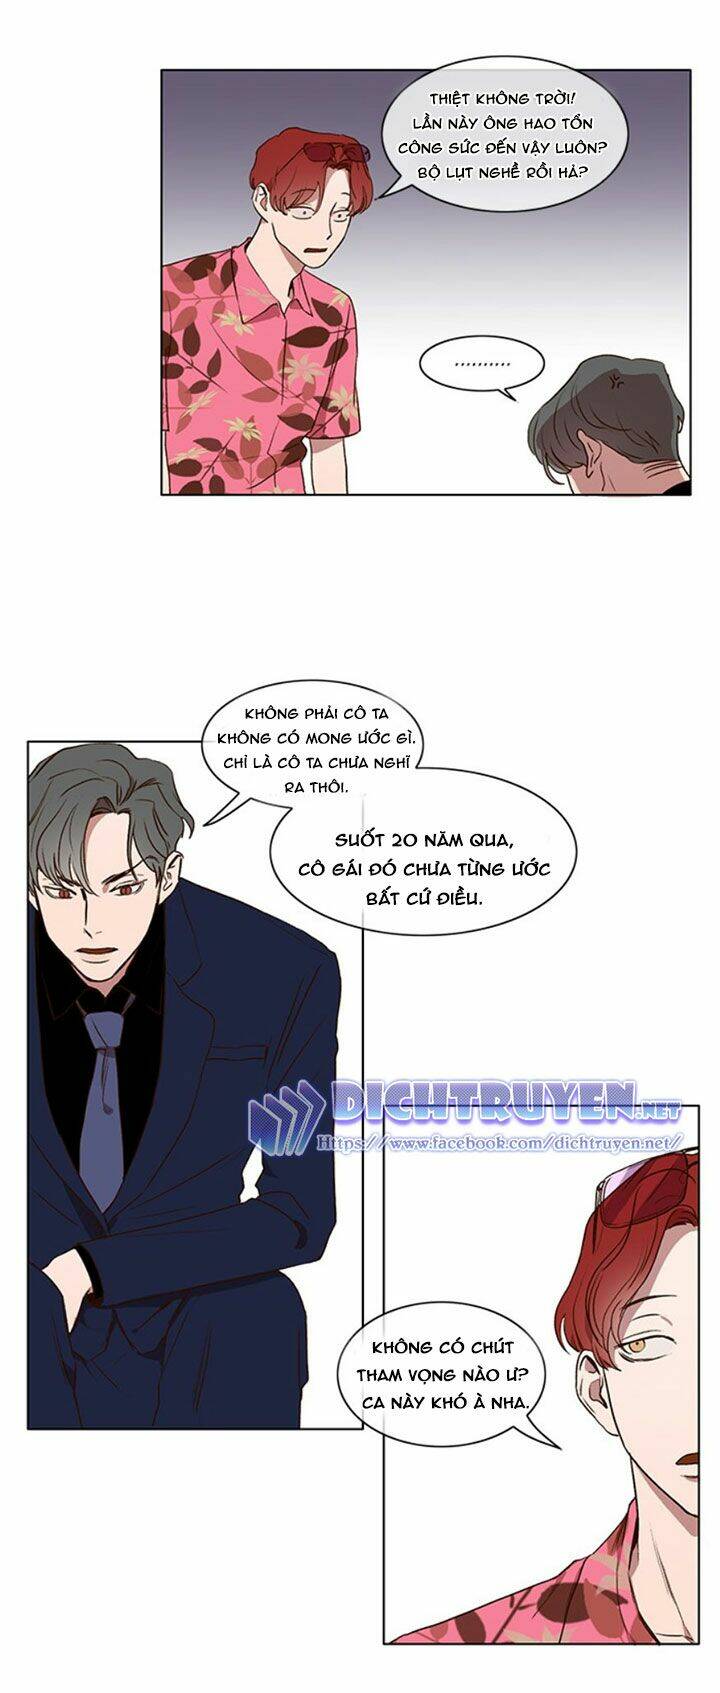 THIỆT KHÔNG TRỜI!
LẦN NÀY ÔNG HAO TỔN
CÔNG SỨC ĐẾN VẬY LUÔN?
BỘ LỤT NGHỀ RỒI HẢ?
..........
KHÔNG PHẢI CÔ TA
KHÔNG CÓ MONG ƯỚC GÌ.
CHỈ LÀ CÔ TA CHƯA NGHĨ
RA THÔI.
SUỐT 20 NĂM QUA,
CÔ GÁI ĐÓ CHƯA TỪNG ƯỚC
BẤT CỨ ĐIỀU.
DICHTRUYEN.NET
Https://www.facebook.com/dichtruyen.net/
KHÔNG CÓ CHÚT
THAM VỌNG NÀO Ư?
CA NÀY KHÓ À NHA.